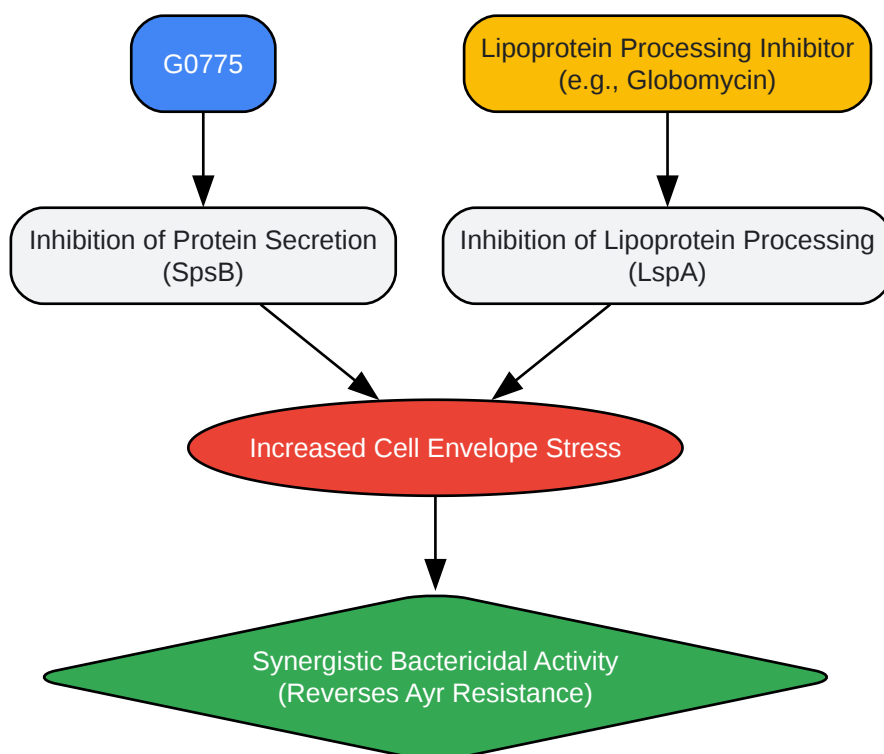 G0775
Lipoprotein Processing Inhibitor
(e.g., Globomycin)
Inhibition of Protein Secretion
(SpsB)
Inhibition of Lipoprotein Processing
(LspA)
Increased Cell Envelope Stress
Synergistic Bactericidal Activity
(Reverses Ayr Resistance)